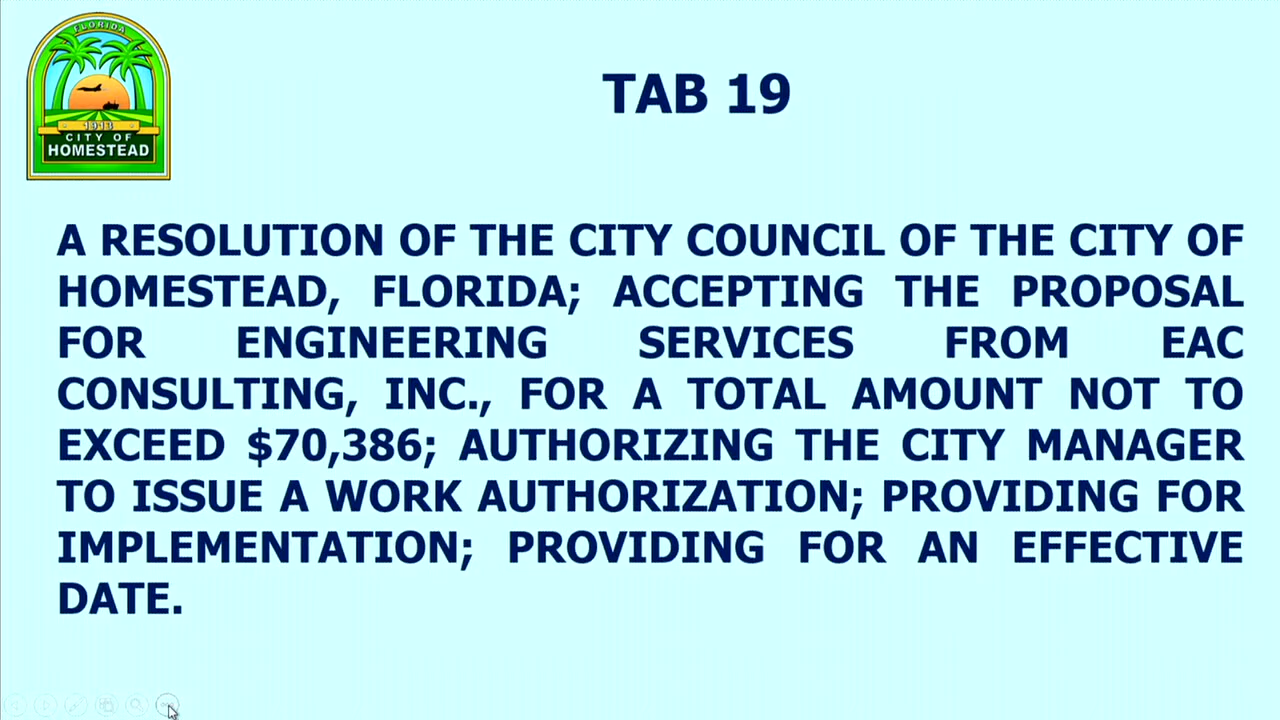 FLORIDA
1913
CITY OF
HOMESTEAD
TAB 19
A RESOLUTION OF THE CITY COUNCIL OF THE CITY OF
HOMESTEAD, FLORIDA; ACCEPTING THE PROPOSAL
FOR ENGINEERING SERVICES FROM EAC
CONSULTING, INC., FOR A TOTAL AMOUNT NOT TO
EXCEED $70,386; AUTHORIZING THE CITY MANAGER
TO ISSUE A WORK AUTHORIZATION; PROVIDING FOR
IMPLEMENTATION; PROVIDING FOR AN EFFECTIVE
DATE.